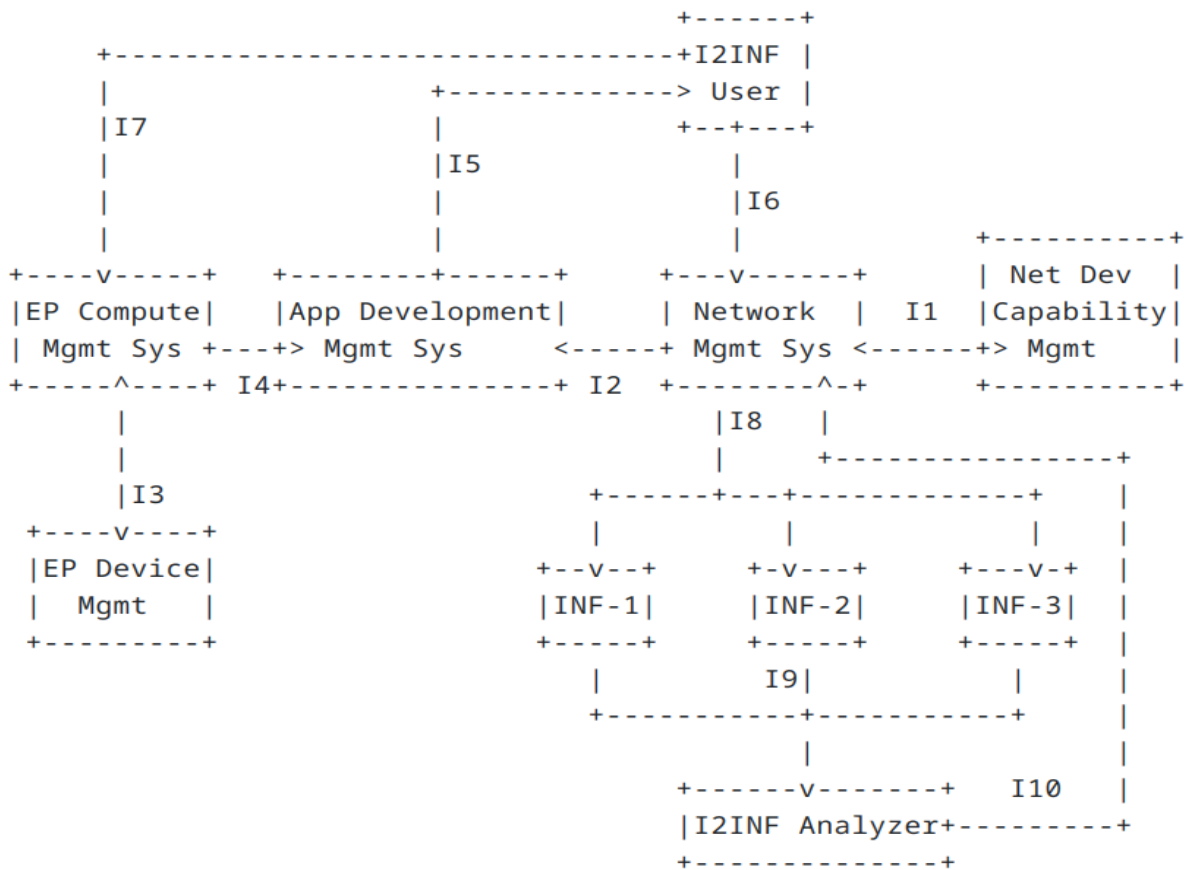 +------+
     +--------------------------------+I2INF |
     |                  +-------------> User |
     |I7                |             +--+---+
     |                  |I5              |
     |                  |                |I6
     |                  |                |             +----------+
+----v-----+   +--------+------+     +---v------+      | Net Dev  |
|EP Compute|   |App Development|     | Network  |  I1  |Capability|
| Mgmt Sys +---+> Mgmt Sys     <-----+ Mgmt Sys <------+> Mgmt    |
+-----^----+ I4+---------------+ I2  +--------^-+      +----------+
      |                                 |I8   |
      |                                 |     +----------------+
      |I3                        +------+---+-------------+    |
 +----v----+                     |          |             |    |
 |EP Device|                  +--v--+     +-v---+     +---v-+  |
 |  Mgmt   |                  |INF-1|     |INF-2|     |INF-3|  |
 +---------+                  +-----+     +-----+     +-----+  |
                                 |         I9|           |     |
                                 +-----------+-----------+     |
                                             |                 |
                                      +------v-------+   I10   |
                                      |I2INF Analyzer+---------+
                                      +--------------+